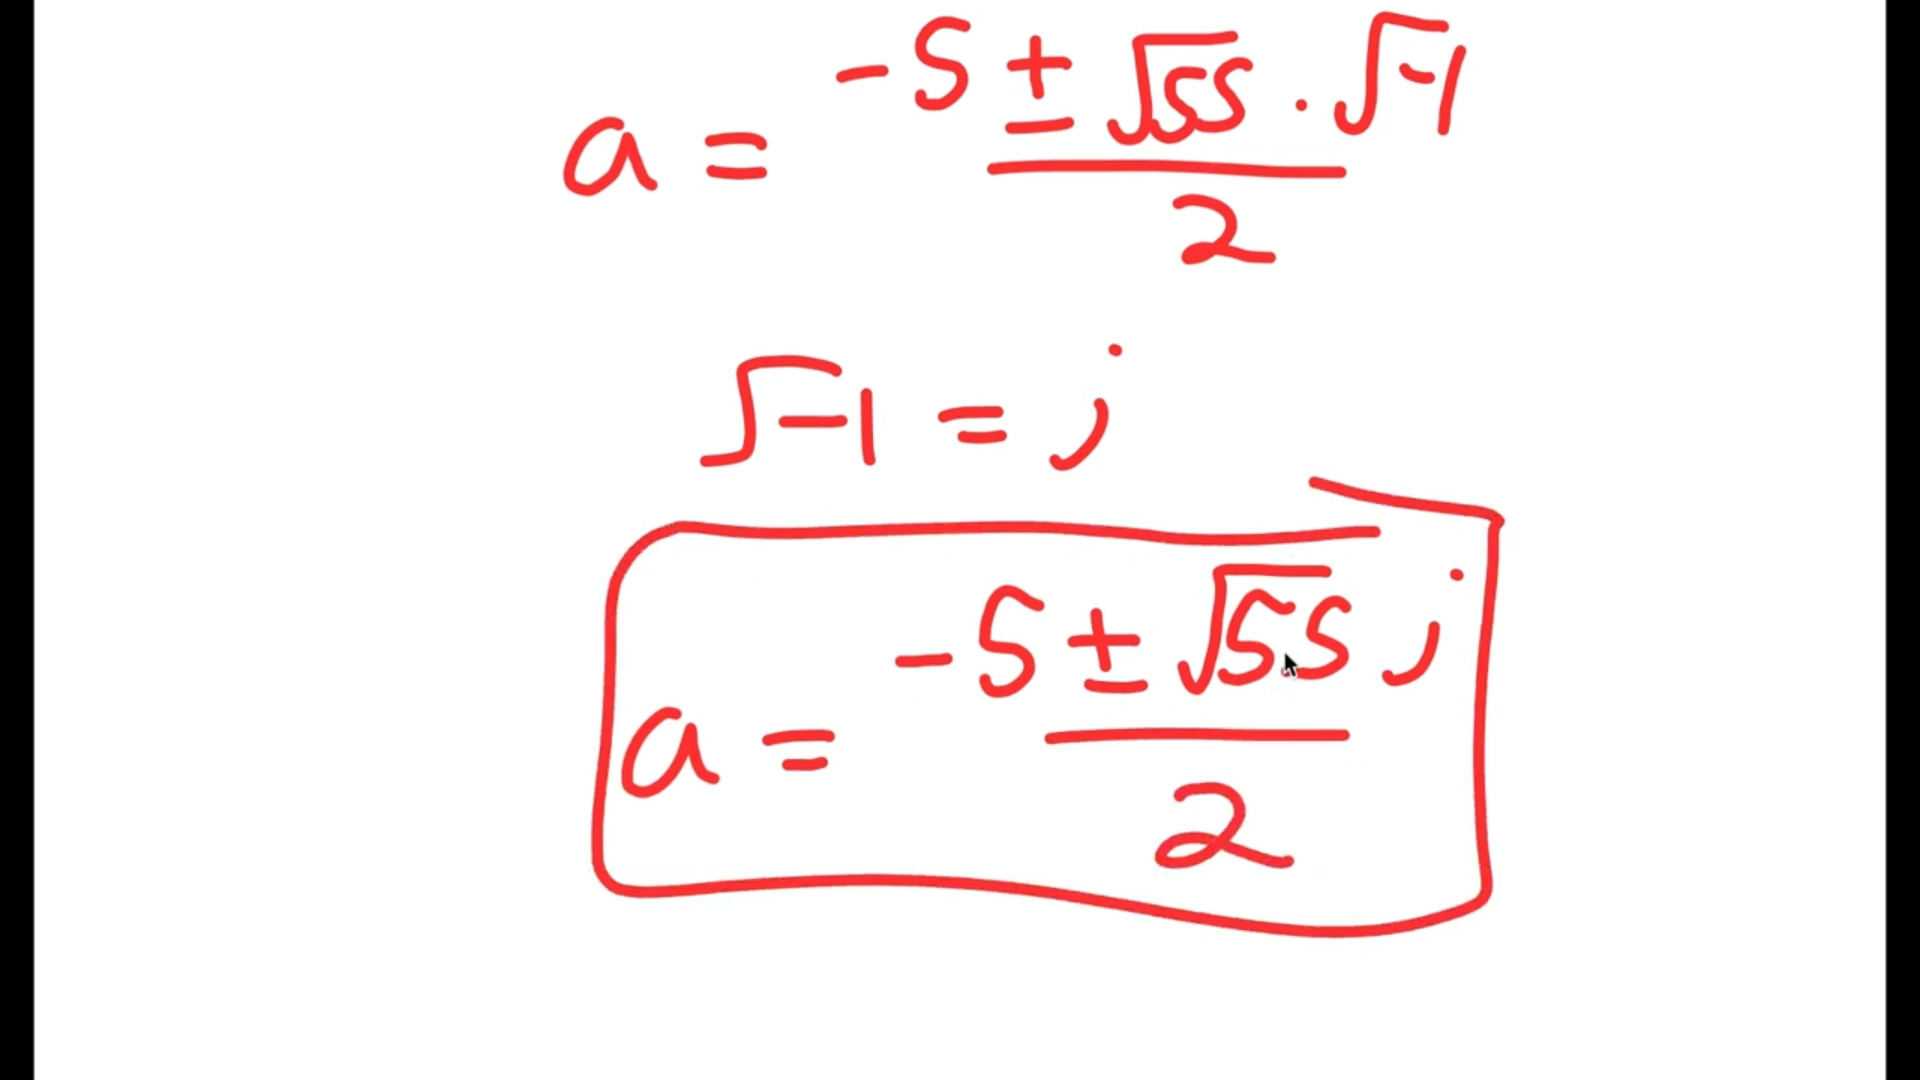 a = (-5 ± √55 · √-1) / 2
√-1 = i
a = (-5 ± √55 i) / 2